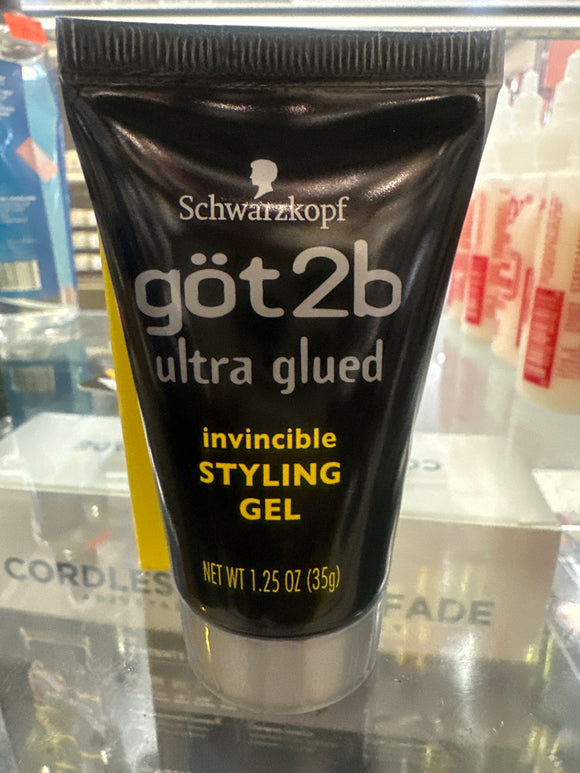 Schwarzkopf
göt2b
ultra glued
invincible
STYLING
GEL
NET WT 1.25 OZ (35g)
CORDLES
FADE